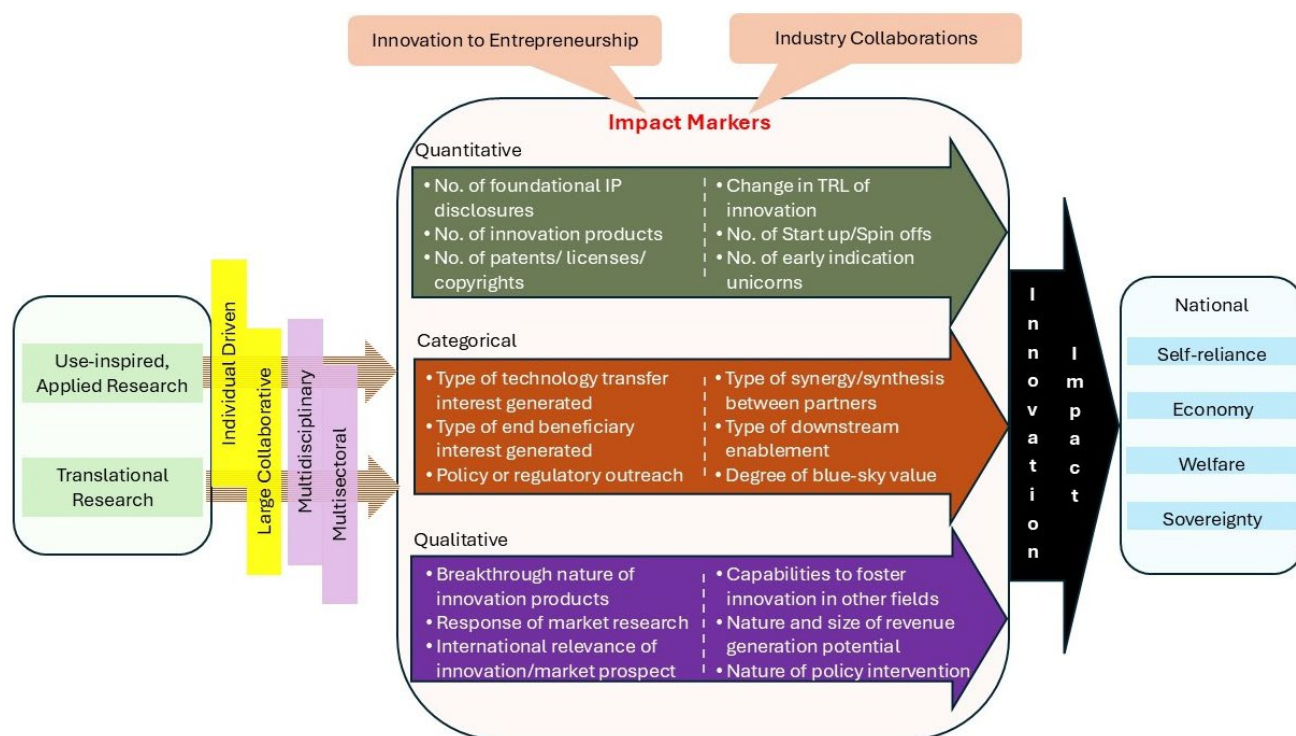 Innovation to Entrepreneurship
Industry Collaborations
Impact Markers
Quantitative
• No. of foundational IP
disclosures
• No. of innovation products
• No. of patents/ licenses/
copyrights
• Change in TRL of
innovation
• No. of Start up/Spin offs
• No. of early indication
unicorns
Use-inspired,
Applied Research
Translational
Research
Individual Driven
Large Collaborative
Multidisciplinary
Multisectoral
Categorical
• Type of technology transfer
interest generated
• Type of end beneficiary
interest generated
• Policy or regulatory outreach
• Type of synergy/synthesis
between partners
• Type of downstream
enablement
• Degree of blue-sky value
Qualitative
• Breakthrough nature of
innovation products
• Response of market research
• International relevance of
innovation/market prospect
• Capabilities to foster
innovation in other fields
• Nature and size of revenue
generation potential
• Nature of policy intervention
Innovation
Impact
National
Self-reliance
Economy
Welfare
Sovereignty